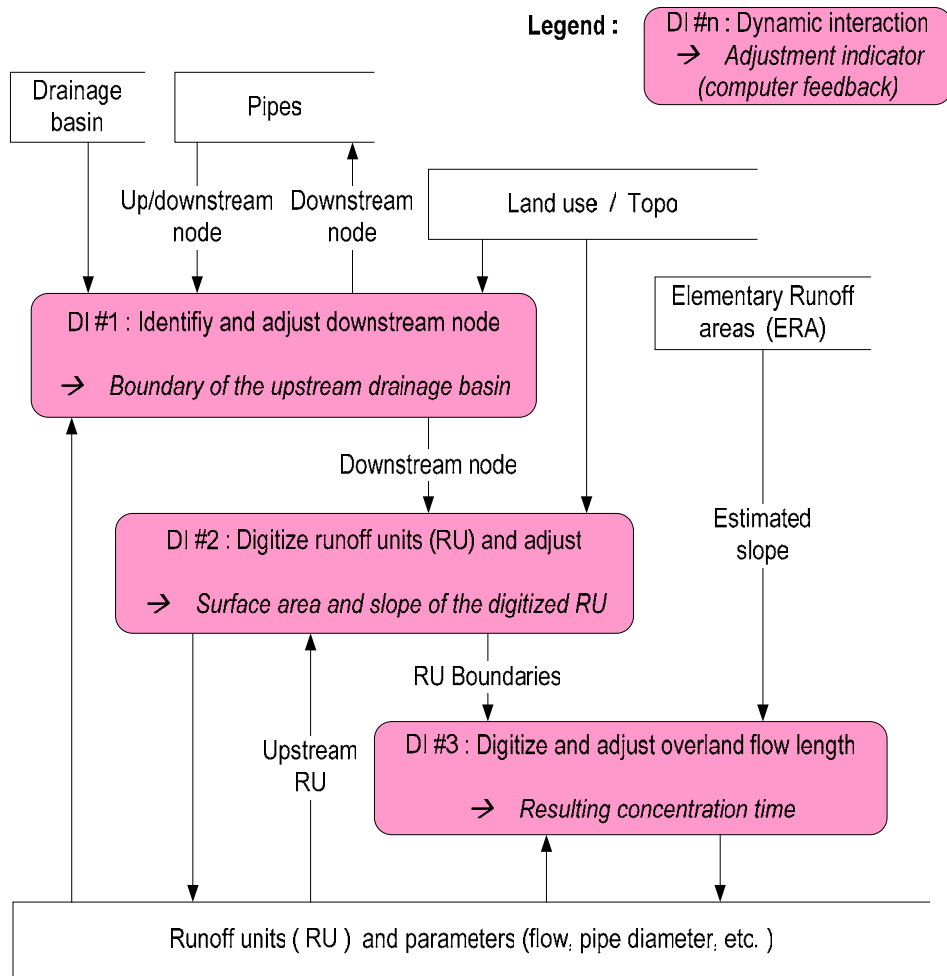 Legend :
DI #n : Dynamic interaction
→ Adjustment indicator
(computer feedback)
Drainage
basin
Pipes
Up/downstream
node
Downstream
node
Land use / Topo
DI #1 : Identifiy and adjust downstream node
→ Boundary of the upstream drainage basin
Elementary Runoff
areas (ERA)
Downstream node
Estimated
slope
DI #2 : Digitize runoff units (RU) and adjust
→ Surface area and slope of the digitized RU
RU Boundaries
Upstream
RU
DI #3 : Digitize and adjust overland flow length
→ Resulting concentration time
Runoff units ( RU ) and parameters (flow, pipe diameter, etc. )